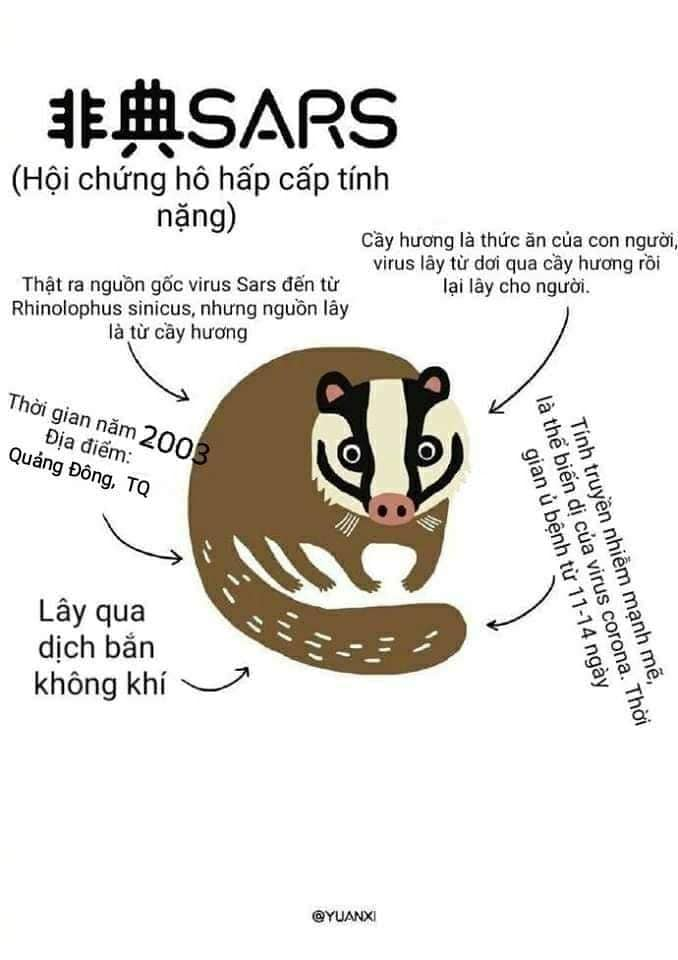 非典SARS
(Hội chứng hô hấp cấp tính
nặng)
Cầy hương là thức ăn của con người,
virus lây từ dơi qua cầy hương rồi
lại lây cho người.
Thật ra nguồn gốc virus Sars đến từ
Rhinolophus sinicus, nhưng nguồn lây
là từ cầy hương
Thời gian năm 2003
Địa điểm:
Quảng Đông, TQ
Tính truyền nhiễm mạnh mẽ,
là thể biến dị của virus corona. Thời
gian ủ bệnh từ 11-14 ngày
Lây qua
dịch bắn
không khí
@YUANXI